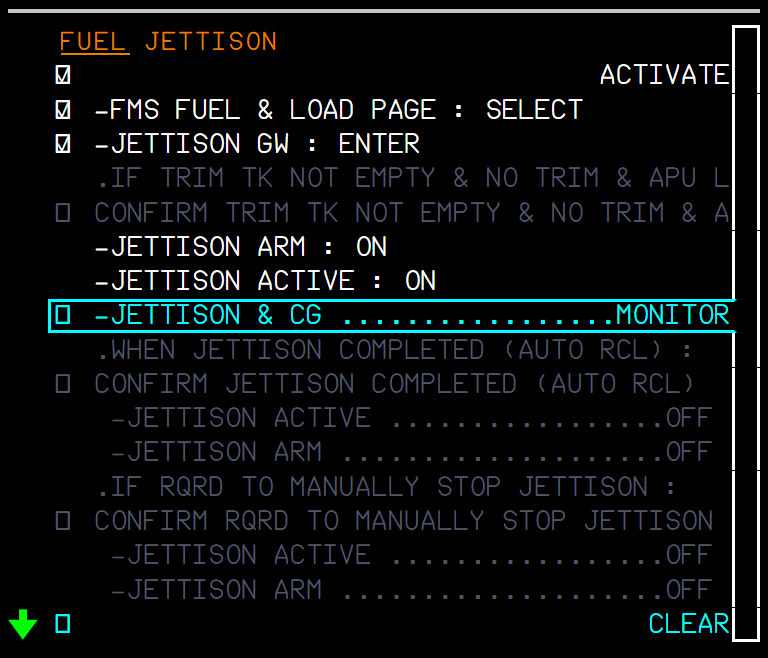 FUEL JETTISON
ACTIVATE
-FMS FUEL & LOAD PAGE : SELECT
-JETTISON GW : ENTER
.IF TRIM TK NOT EMPTY & NO TRIM & APU L
CONFIRM TRIM TK NOT EMPTY & NO TRIM & A
-JETTISON ARM : ON
-JETTISON ACTIVE : ON
-JETTISON & CG .................MONITOR
.WHEN JETTISON COMPLETED (AUTO RCL) :
CONFIRM JETTISON COMPLETED (AUTO RCL)
-JETTISON ACTIVE .................OFF
-JETTISON ARM ....................OFF
.IF RQRD TO MANUALLY STOP JETTISON :
CONFIRM RQRD TO MANUALLY STOP JETTISON
-JETTISON ACTIVE .................OFF
-JETTISON ARM ....................OFF
CLEAR